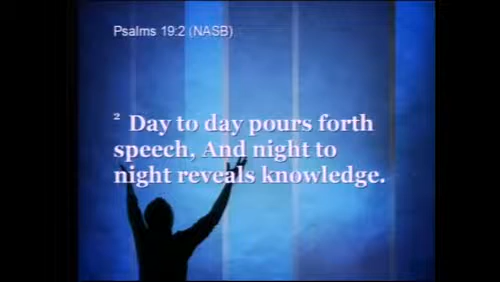 Psalms 19:2 (NASB)
2 Day to day pours forth
speech, And night to
night reveals knowledge.